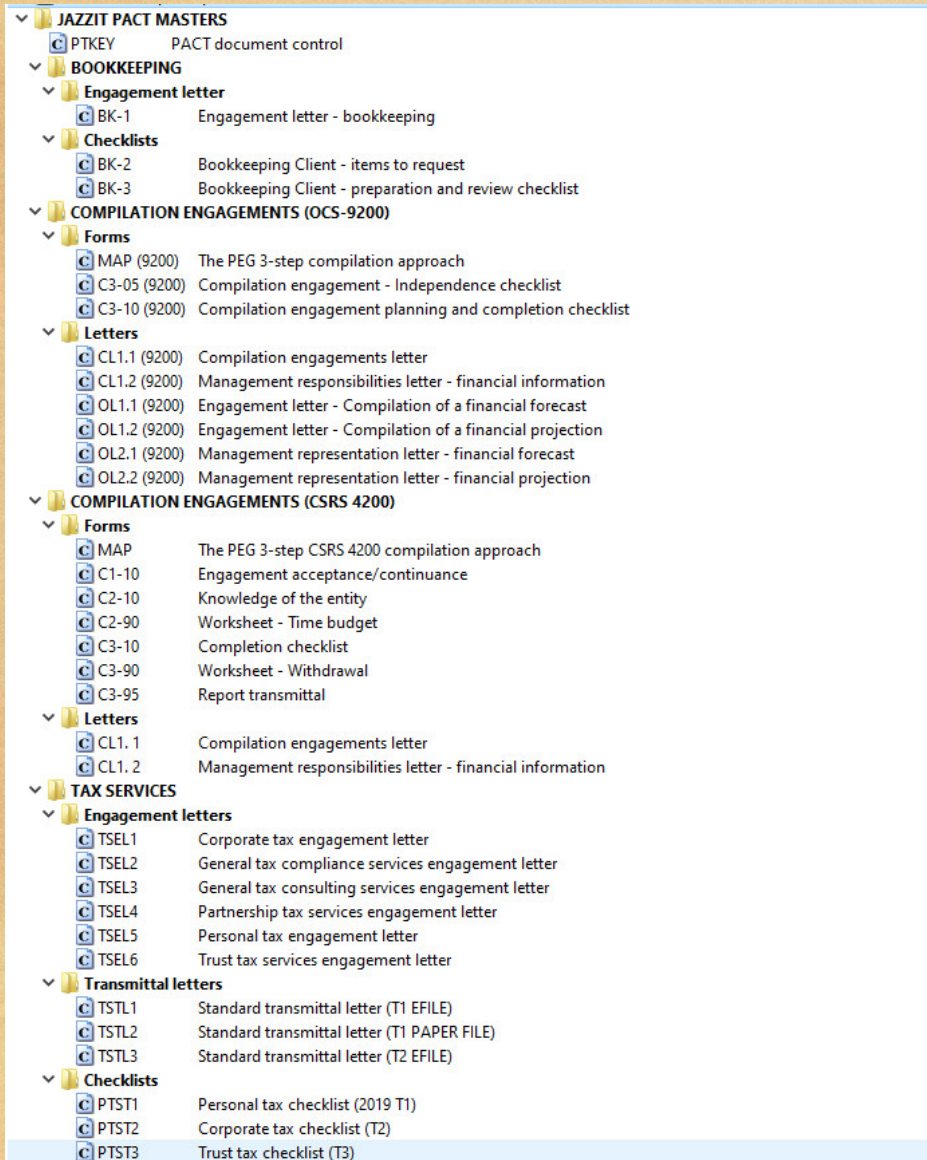 JAZZIT PACT MASTERS
PTKEY PACT document control
BOOKKEEPING
Engagement letter
BK-1 Engagement letter - bookkeeping
Checklists
BK-2 Bookkeeping Client - items to request
BK-3 Bookkeeping Client - preparation and review checklist
COMPILATION ENGAGEMENTS (OCS-9200)
Forms
MAP (9200) The PEG 3-step compilation approach
C3-05 (9200) Compilation engagement - Independence checklist
C3-10 (9200) Compilation engagement planning and completion checklist
Letters
CL1.1 (9200) Compilation engagements letter
CL1.2 (9200) Management responsibilities letter - financial information
OL1.1 (9200) Engagement letter - Compilation of a financial forecast
OL1.2 (9200) Engagement letter - Compilation of a financial projection
OL2.1 (9200) Management representation letter - financial forecast
OL2.2 (9200) Management representation letter - financial projection
COMPILATION ENGAGEMENTS (CSRS 4200)
Forms
MAP The PEG 3-step CSRS 4200 compilation approach
C1-10 Engagement acceptance/continuance
C2-10 Knowledge of the entity
C2-90 Worksheet - Time budget
C3-10 Completion checklist
C3-90 Worksheet - Withdrawal
C3-95 Report transmittal
Letters
CL1. 1 Compilation engagements letter
CL1. 2 Management responsibilities letter - financial information
TAX SERVICES
Engagement letters
TSEL1 Corporate tax engagement letter
TSEL2 General tax compliance services engagement letter
TSEL3 General tax consulting services engagement letter
TSEL4 Partnership tax services engagement letter
TSEL5 Personal tax engagement letter
TSEL6 Trust tax services engagement letter
Transmittal letters
TSTL1 Standard transmittal letter (T1 EFILE)
TSTL2 Standard transmittal letter (T1 PAPER FILE)
TSTL3 Standard transmittal letter (T2 EFILE)
Checklists
PTST1 Personal tax checklist (2019 T1)
PTST2 Corporate tax checklist (T2)
PTST3 Trust tax checklist (T3)